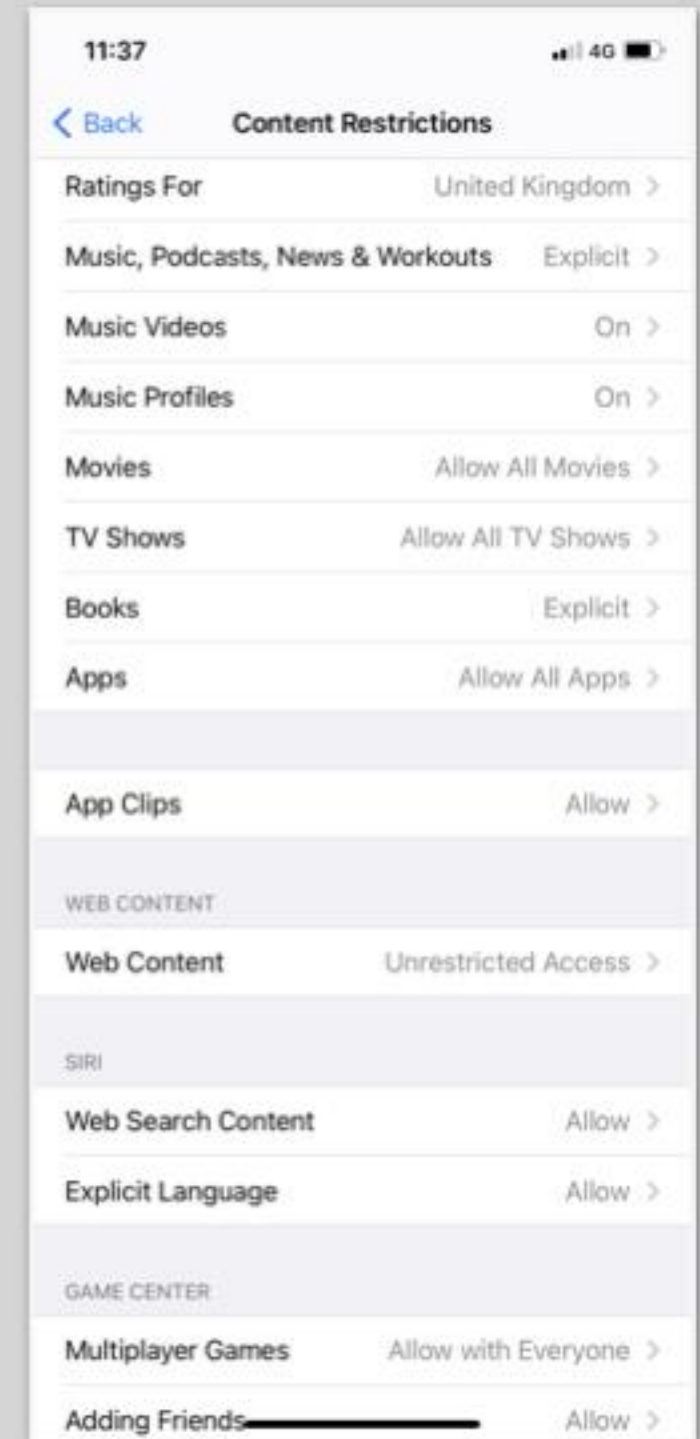 11:37 4G
Back Content Restrictions
Ratings For United Kingdom
Music, Podcasts, News & Workouts Explicit
Music Videos On
Music Profiles On
Movies Allow All Movies
TV Shows Allow All TV Shows
Books Explicit
Apps Allow All Apps
App Clips Allow
WEB CONTENT
Web Content Unrestricted Access
SIRI
Web Search Content Allow
Explicit Language Allow
GAME CENTER
Multiplayer Games Allow with Everyone
Adding Friends Allow